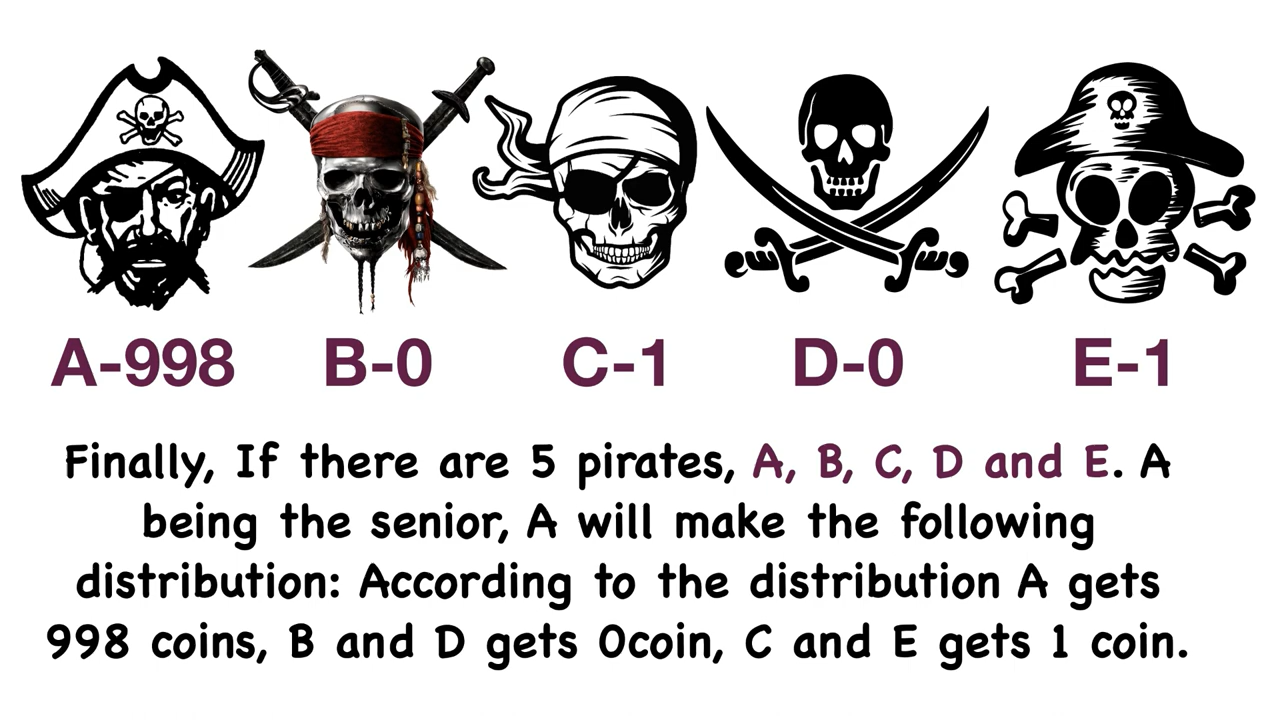 A-998 B-0 C-1 D-0 E-1
Finally, If there are 5 pirates, A, B, C, D and E. A
being the senior, A will make the following
distribution: According to the distribution A gets
998 coins, B and D gets 0coin, C and E gets 1 coin.